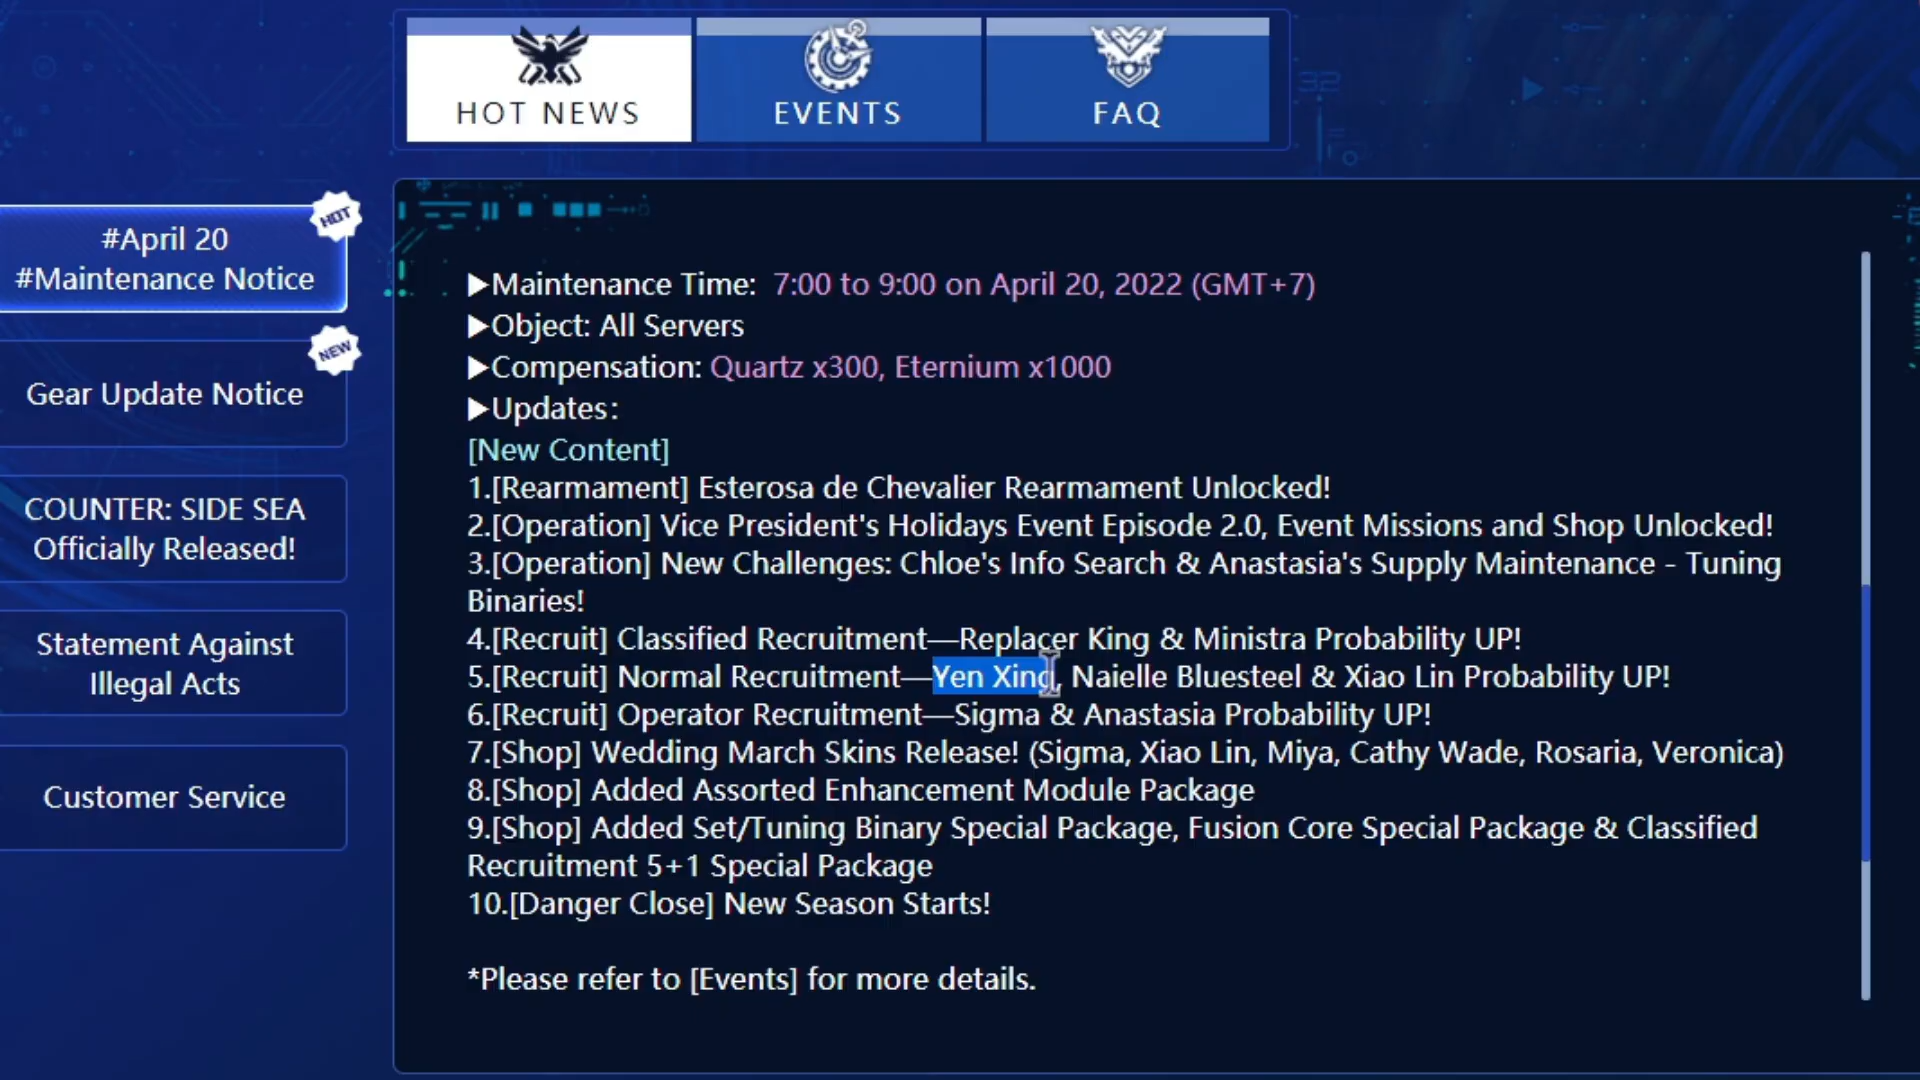 HOT NEWS
EVENTS
FAQ
HOT
#April 20
#Maintenance Notice
NEW
Gear Update Notice
COUNTER: SIDE SEA
Officially Released!
Statement Against
Illegal Acts
Customer Service
▶Maintenance Time: 7:00 to 9:00 on April 20, 2022 (GMT+7)
▶Object: All Servers
▶Compensation: Quartz x300, Eternium x1000
▶Updates:
[New Content]
1.[Rearmament] Esterosa de Chevalier Rearmament Unlocked!
2.[Operation] Vice President's Holidays Event Episode 2.0, Event Missions and Shop Unlocked!
3.[Operation] New Challenges: Chloe's Info Search & Anastasia's Supply Maintenance - Tuning
Binaries!
4.[Recruit] Classified Recruitment—Replacer King & Ministra Probability UP!
5.[Recruit] Normal Recruitment—Yen Xing, Naielle Bluesteel & Xiao Lin Probability UP!
6.[Recruit] Operator Recruitment—Sigma & Anastasia Probability UP!
7.[Shop] Wedding March Skins Release! (Sigma, Xiao Lin, Miya, Cathy Wade, Rosaria, Veronica)
8.[Shop] Added Assorted Enhancement Module Package
9.[Shop] Added Set/Tuning Binary Special Package, Fusion Core Special Package & Classified
Recruitment 5+1 Special Package
10.[Danger Close] New Season Starts!
*Please refer to [Events] for more details.
32